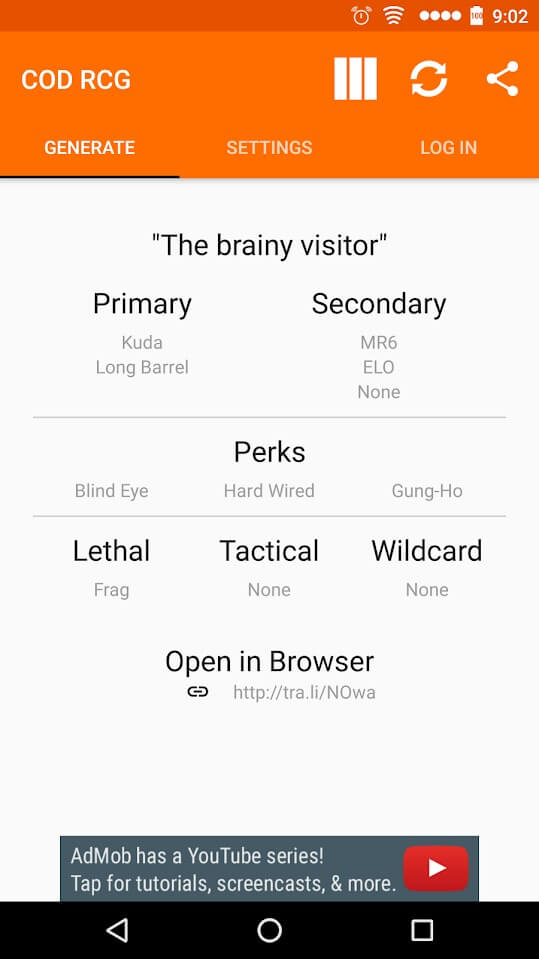 100 9:02
COD RCG
GENERATE SETTINGS LOG IN
"The brainy visitor"
Primary Secondary
Kuda MR6
Long Barrel ELO
None
Perks
Blind Eye Hard Wired Gung-Ho
Lethal Tactical Wildcard
Frag None None
Open in Browser
http://tra.li/NOwa
AdMob has a YouTube series!
Tap for tutorials, screencasts, & more.